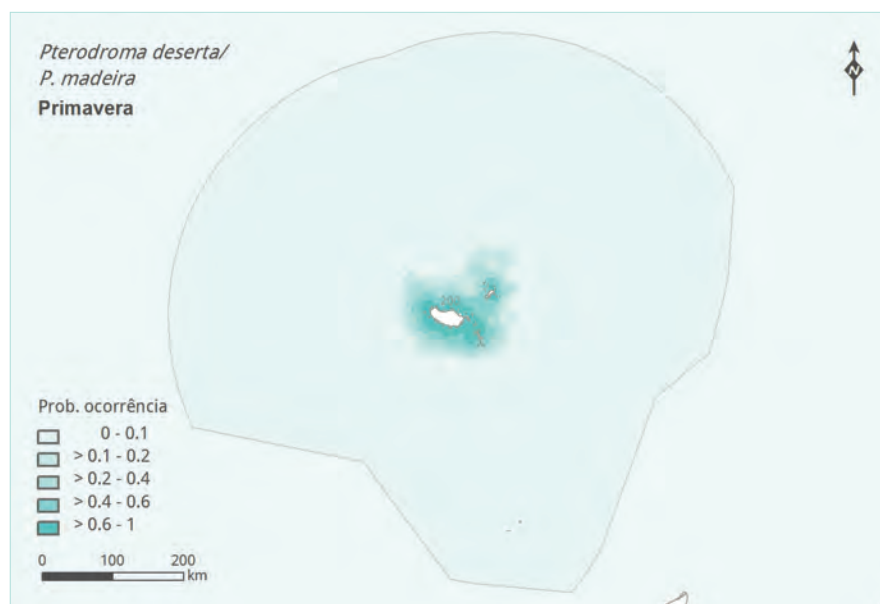 Pterodroma deserta/
P. madeira
Primavera
N
Prob. ocorrência
0 - 0.1
> 0.1 - 0.2
> 0.2 - 0.4
> 0.4 - 0.6
> 0.6 - 1
0 100 200
km